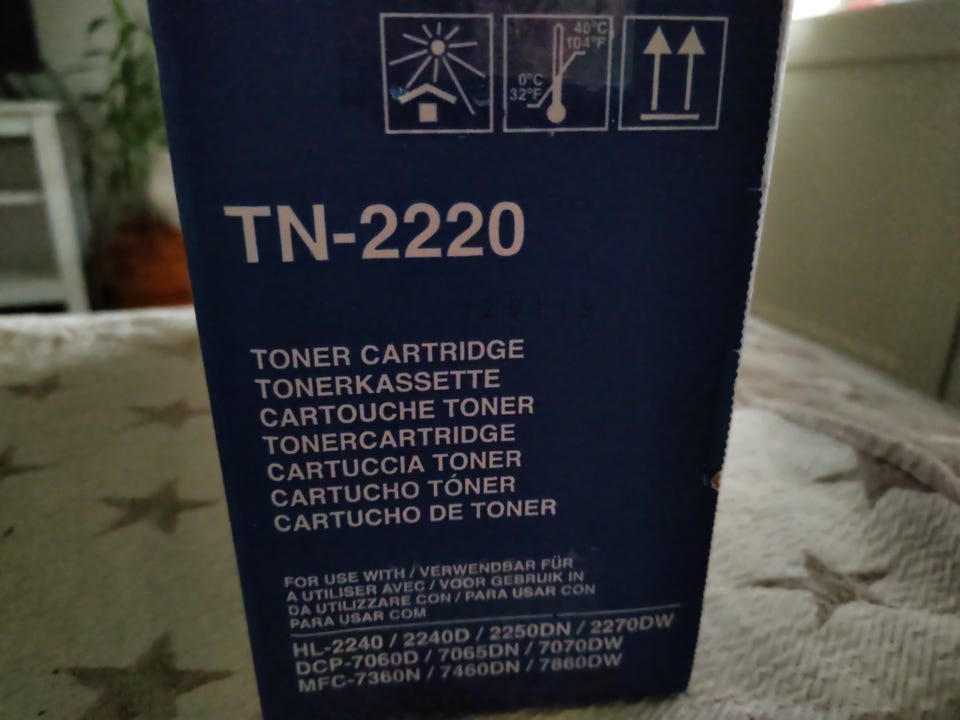 40°C
104°F
0°C
32°F
TN-2220
TONER CARTRIDGE
TONERKASSETTE
CARTOUCHE TONER
TONERCARTRIDGE
CARTUCCIA TONER
CARTUCHO TÓNER
CARTUCHO DE TONER
FOR USE WITH / VERWENDBAR FÜR
A UTILISER AVEC / VOOR GEBRUIK IN
DA UTILIZZARE CON / PARA USAR CON
PARA USAR COM
HL-2240 / 2240D / 2250DN / 2270DW
DCP-7060D / 7065DN / 7070DW
MFC-7360N / 7460DN / 7860DW